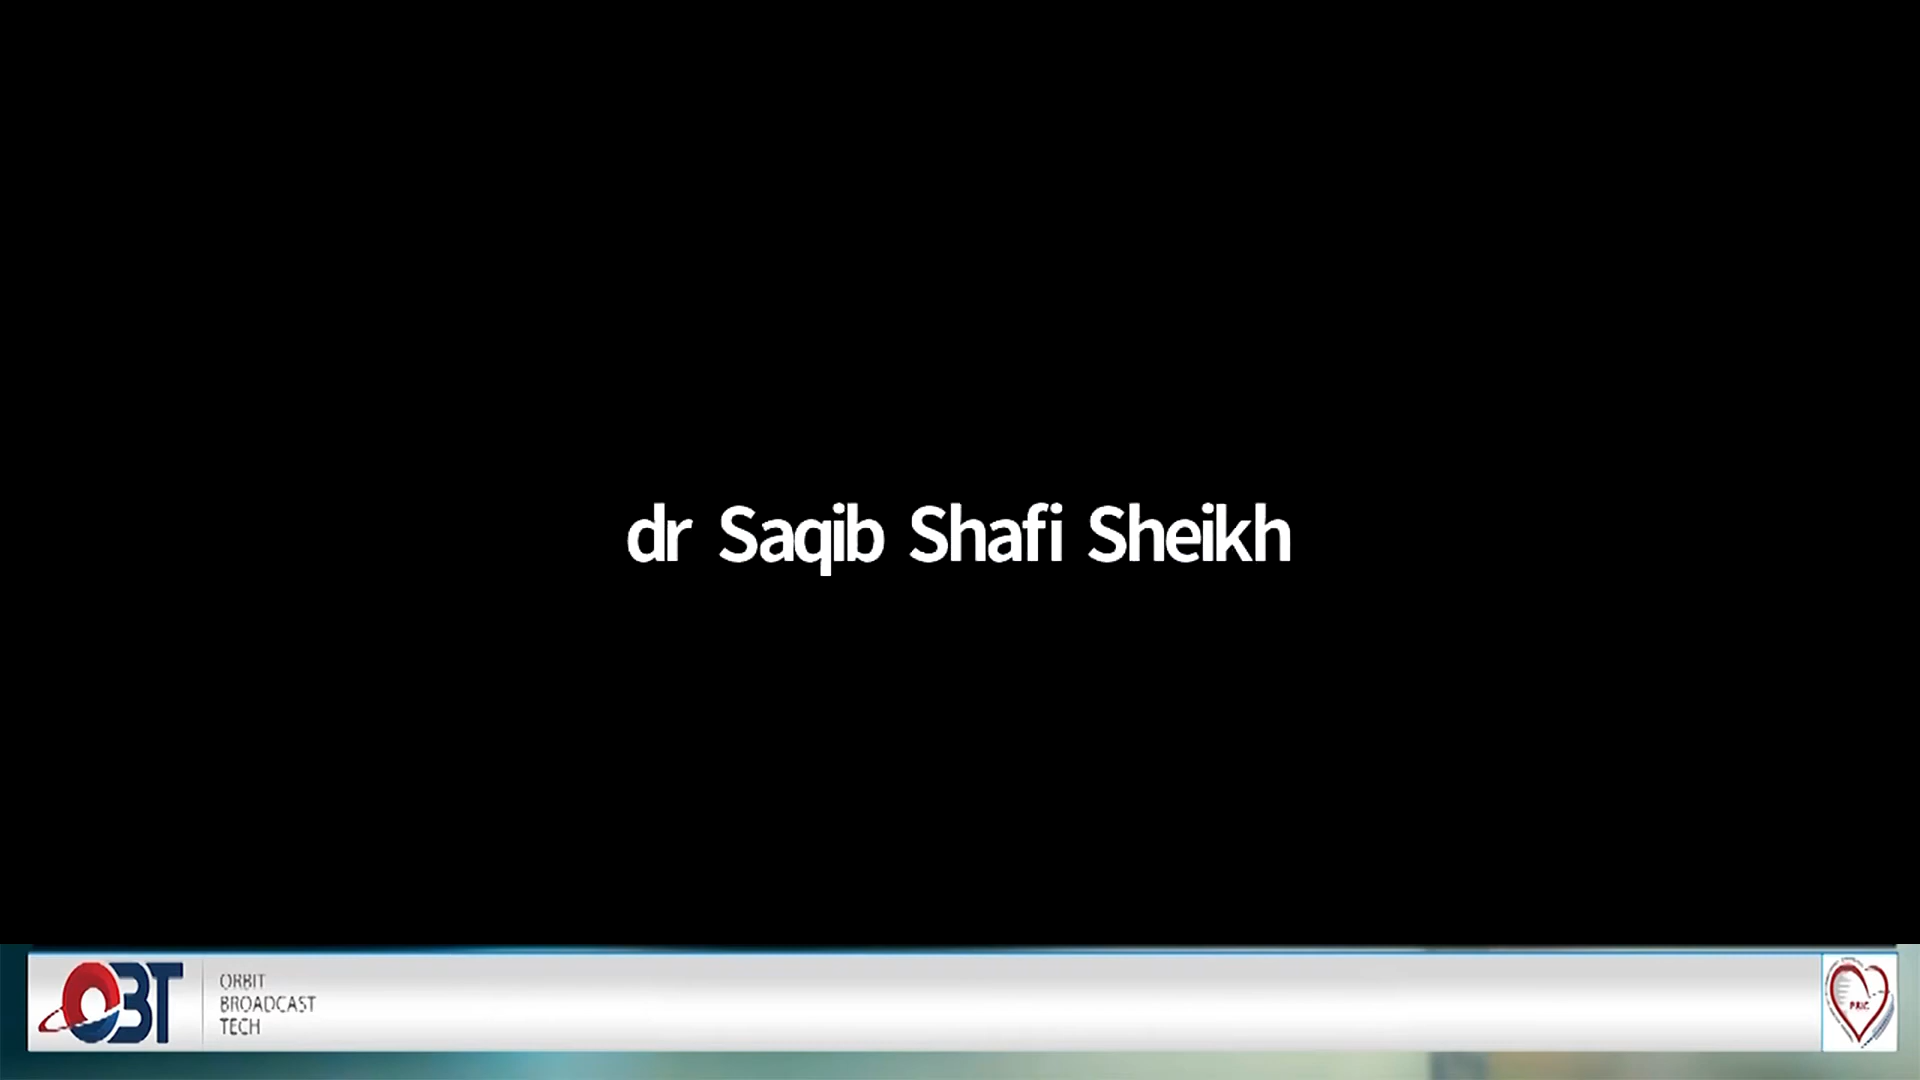 dr Saqib Shafi Sheikh
OBT
ORBIT
BROADCAST
TECH